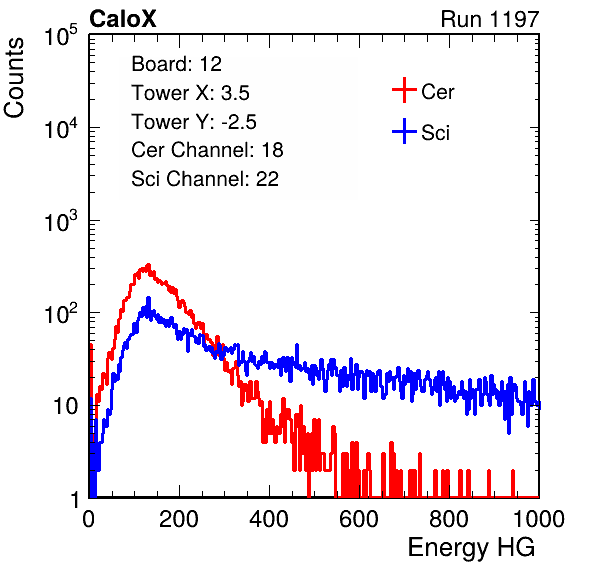 CaloX Run 1197
Counts
10^5
10^4
10^3
10^2
10
1
Board: 12
Tower X: 3.5
Tower Y: -2.5
Cer Channel: 18
Sci Channel: 22
Cer
Sci
0 200 400 600 800 1000
Energy HG